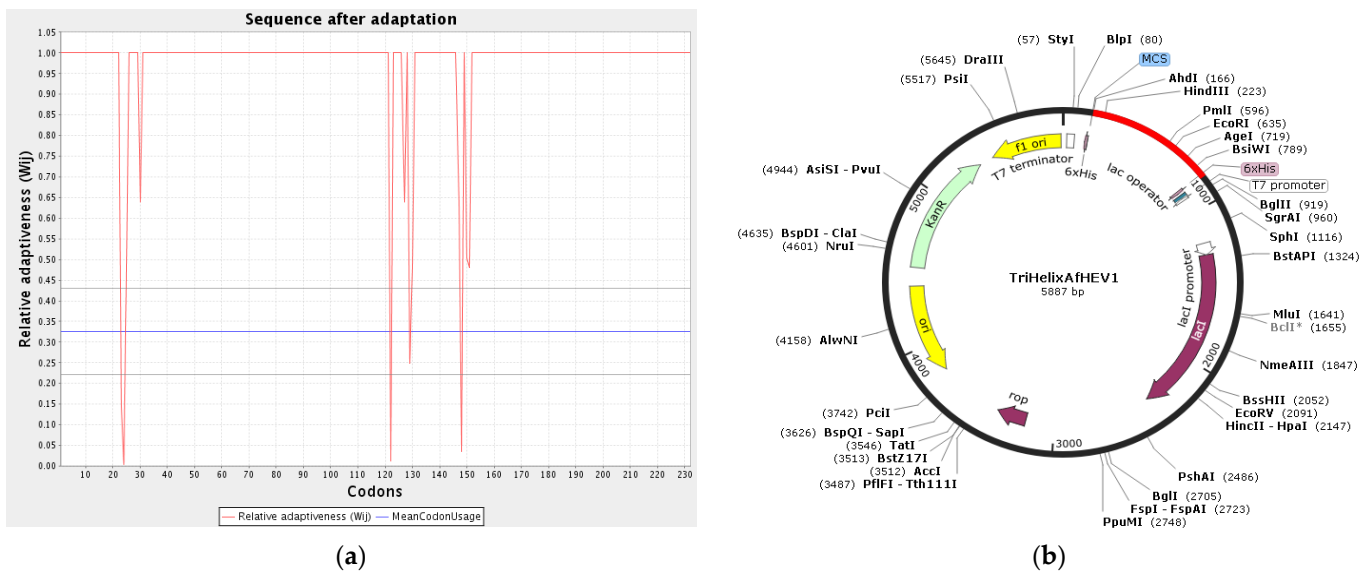 Sequence after adaptation
1.05
1.00
0.95
0.90
0.85
0.80
0.75
0.70
0.65
0.60
0.55
0.50
0.45
0.40
0.35
0.30
0.25
0.20
0.15
0.10
0.05
0.00
Relative adaptiveness (Wij)
10 20 30 40 50 60 70 80 90 100 110 120 130 140 150 160 170 180 190 200 210 220 230
Codons
Relative adaptiveness (Wij) MeanCodonUsage
(a)
(57) StyI
BlpI (80)
MCS
AhdI (166)
HindIII (223)
PmlI (596)
EcoRI (635)
AgeI (719)
BsiWI (789)
6xHis
T7 promoter
BglII (919)
SgrAI (960)
SphI (1116)
BstAPI (1324)
MluI (1641)
BclI* (1655)
NmeAIII (1847)
BssHII (2052)
EcoRV (2091)
HincII - HpaI (2147)
PshAI (2486)
BglI (2705)
FspI - FspAI (2723)
PpuMI (2748)
(3487) PflFI - Tth111I
(3512) AccI
(3513) BstZ17I
(3546) TatI
(3626) BspQI - SapI
(3742) PciI
(4158) AlwNI
(4601) NruI
(4635) BspDI - ClaI
(4944) AsiSI - PvuI
(5517) PsiI
(5645) DraIII
f1 ori
T7 terminator
6xHis
lac operator
lacI promoter
lacI
rop
ori
KanR
1000
2000
3000
4000
5000
TriHelixAfHEV1
5887 bp
(b)